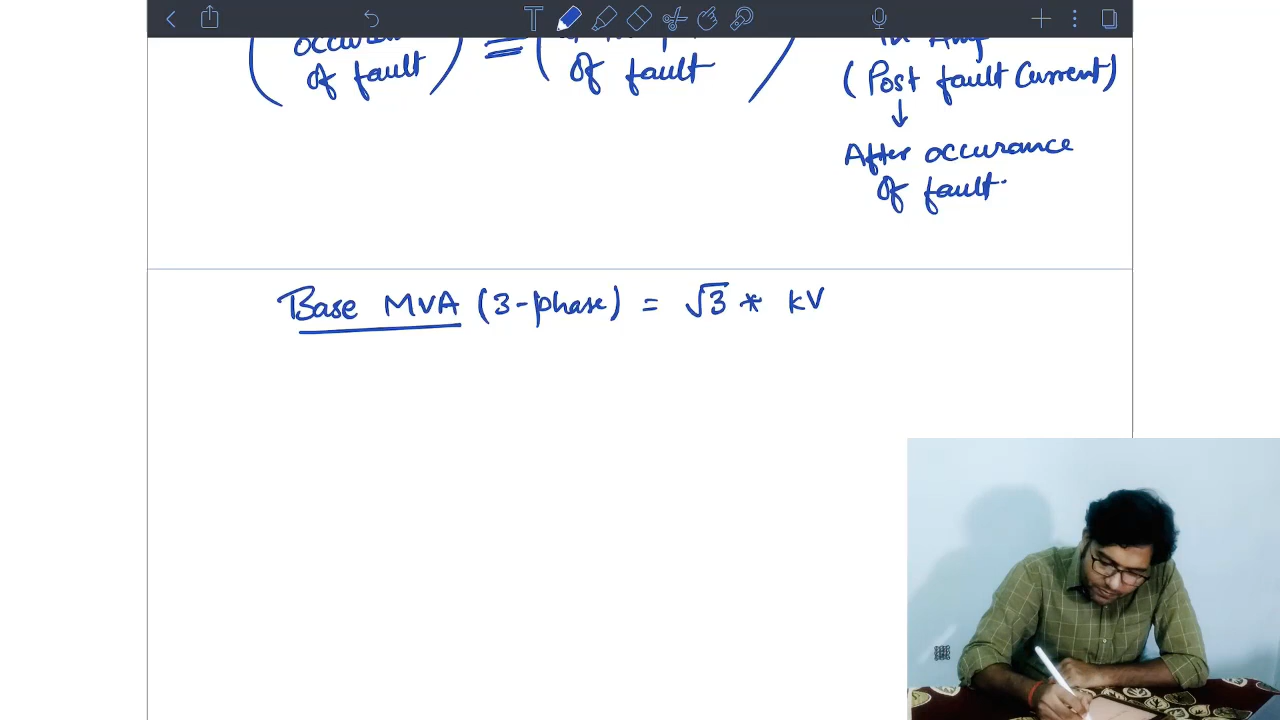 of fault
of fault
(Post fault Current)
↓
After occurance
of fault.
Base MVA (3-phase) = √3 * kV